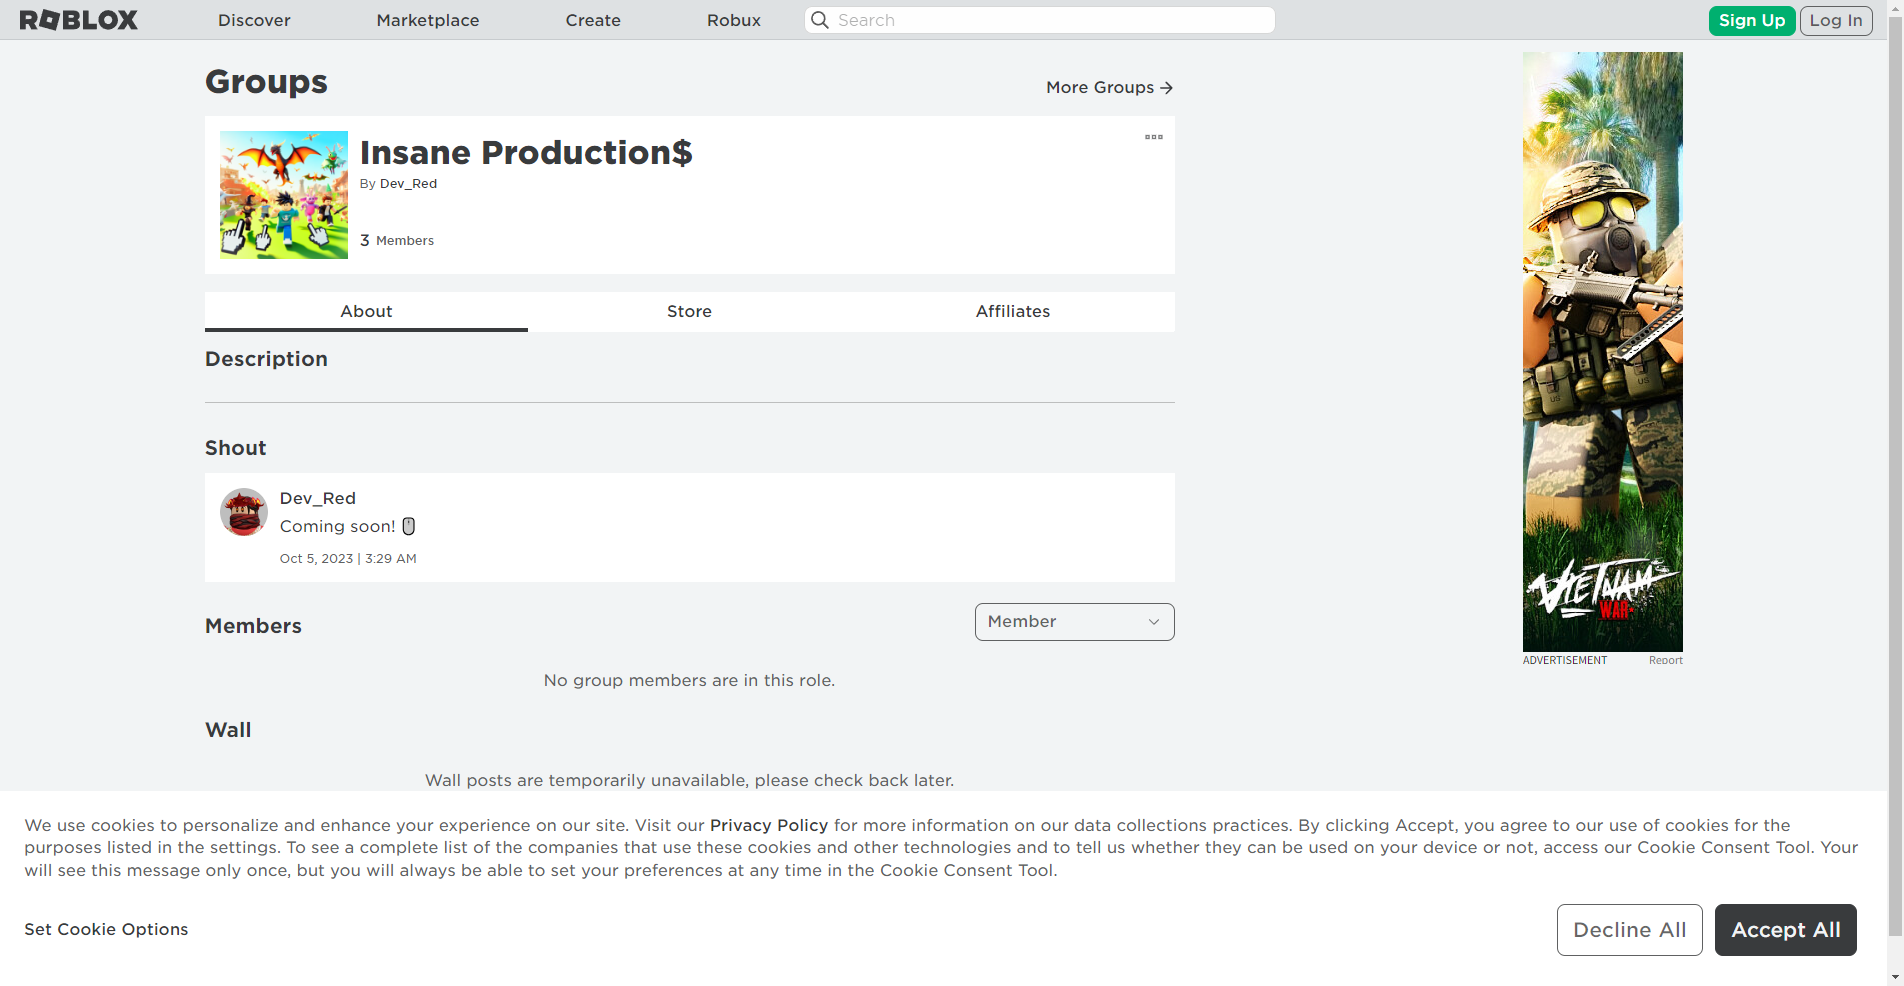 ROBLOX
Discover
Marketplace
Create
Robux
Search
Sign Up
Log In
Groups
More Groups →
Insane Production$
By Dev_Red
3 Members
About
Store
Affiliates
Description
Shout
Dev_Red
Coming soon! 🖱
Oct 5, 2023 | 3:29 AM
Members
Member
No group members are in this role.
Wall
Wall posts are temporarily unavailable, please check back later.
US
US
VIETNAM
WAR
ADVERTISEMENT
Report
We use cookies to personalize and enhance your experience on our site. Visit our Privacy Policy for more information on our data collections practices. By clicking Accept, you agree to our use of cookies for the
purposes listed in the settings. To see a complete list of the companies that use these cookies and other technologies and to tell us whether they can be used on your device or not, access our Cookie Consent Tool. Your
will see this message only once, but you will always be able to set your preferences at any time in the Cookie Consent Tool.
Set Cookie Options
Decline All
Accept All